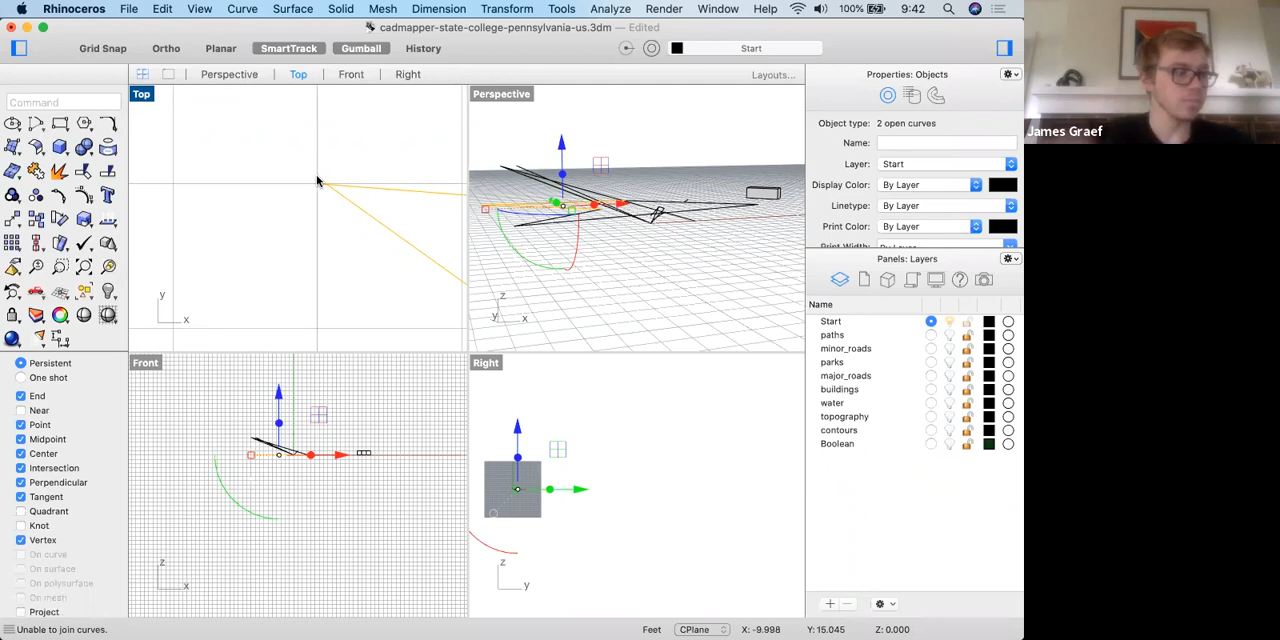 Rhinoceros File Edit View Curve Surface Solid Mesh Dimension Transform Tools Analyze Render Window Help 100% 9:42
cadmapper-state-college-pennsylvania-us.3dm — Edited
Grid Snap Ortho Planar SmartTrack Gumball History Start
Perspective Top Front Right Layouts...
Properties: Objects
Command
Top
Perspective
Object type: 2 open curves
Name:
Layer: Start
Display Color: By Layer
Linetype: By Layer
Print Color: By Layer
Panels: Layers
Name
Start
paths
minor_roads
parks
major_roads
buildings
water
topography
contours
Boolean
y
x
z
y
x
Front
Right
z
x
z
y
Persistent
One shot
End
Near
Point
Midpoint
Center
Intersection
Perpendicular
Tangent
Quadrant
Knot
Vertex
On curve
On surface
On polysurface
On mesh
Project
Unable to join curves. Feet CPlane X: -9.998 Y: 15.045 Z: 0.000
James Graef